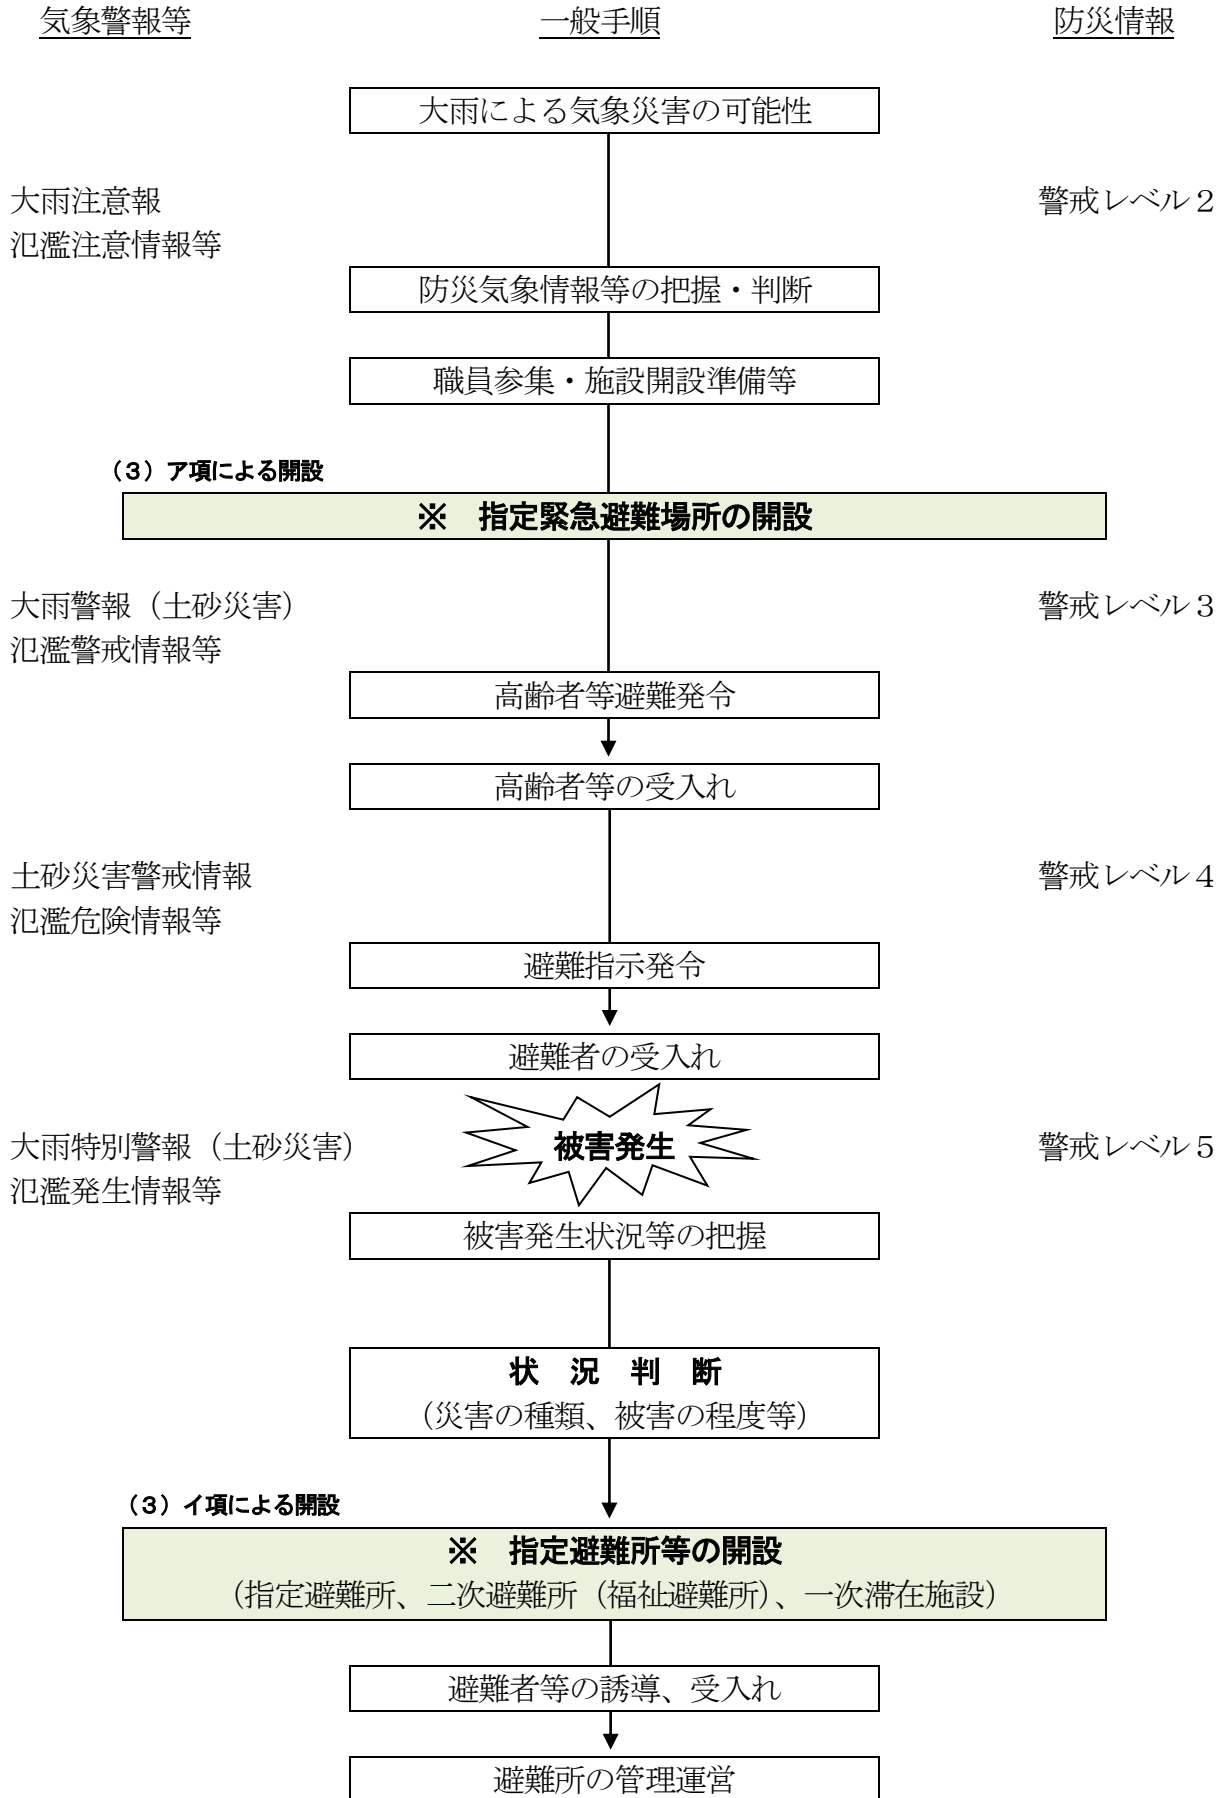 気象警報等　一般手順　防災情報
大雨による気象災害の可能性
大雨注意報　警戒レベル２
氾濫注意情報等
防災気象情報等の把握・判断
職員参集・施設開設準備等
（３）ア項による開設
※　指定緊急避難場所の開設
大雨警報（土砂災害）　警戒レベル３
氾濫警戒情報等
高齢者等避難発令
高齢者等の受入れ
土砂災害警戒情報　警戒レベル４
氾濫危険情報等
避難指示発令
避難者の受入れ
大雨特別警報（土砂災害）　被害発生　警戒レベル５
氾濫発生情報等
被害発生状況等の把握
状　況　判　断
（災害の種類、被害の程度等）
（３）イ項による開設
※　指定避難所等の開設
（指定避難所、二次避難所（福祉避難所）、一次滞在施設）
避難者等の誘導、受入れ
避難所の管理運営